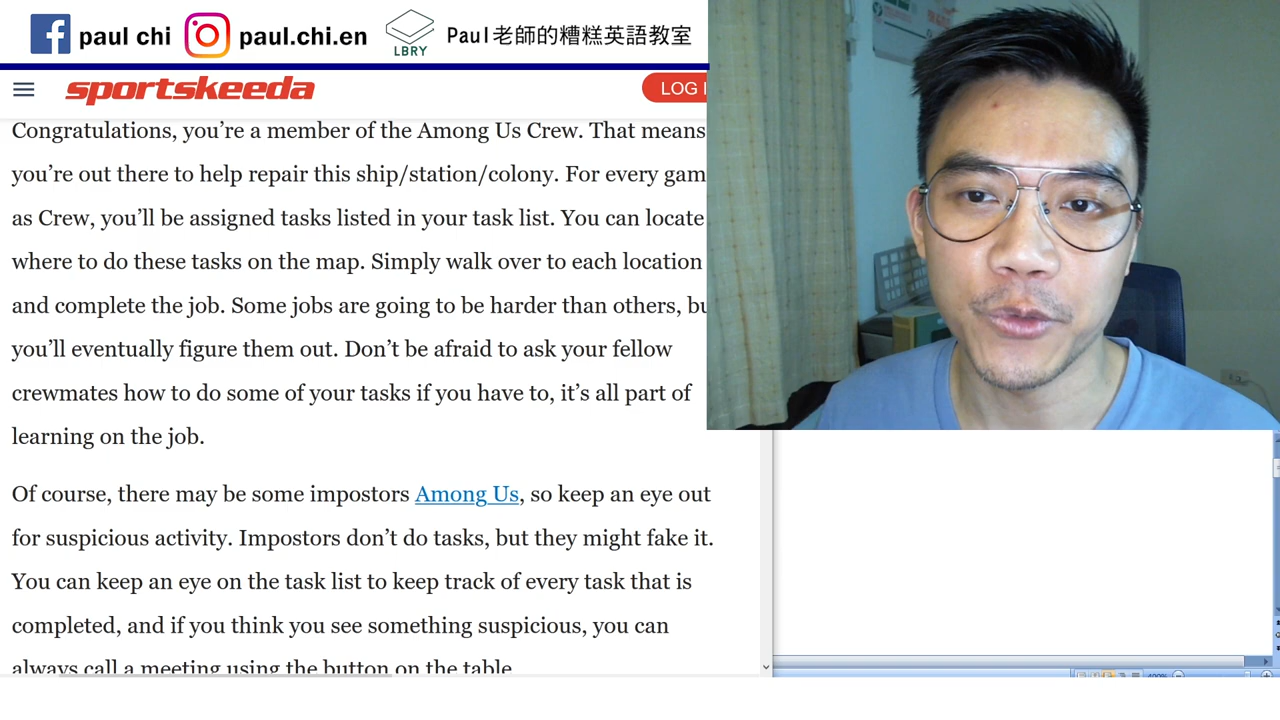 paul chi paul.chi.en LBRY Paul老師的糟糕英語教室
sportskeeda LOG
Congratulations, you’re a member of the Among Us Crew. That means
you’re out there to help repair this ship/station/colony. For every gam
as Crew, you’ll be assigned tasks listed in your task list. You can locate
where to do these tasks on the map. Simply walk over to each location
and complete the job. Some jobs are going to be harder than others, bu
you’ll eventually figure them out. Don’t be afraid to ask your fellow
crewmates how to do some of your tasks if you have to, it’s all part of
learning on the job.
Of course, there may be some impostors Among Us, so keep an eye out
for suspicious activity. Impostors don’t do tasks, but they might fake it.
You can keep an eye on the task list to keep track of every task that is
completed, and if you think you see something suspicious, you can
always call a meeting using the button on the table.